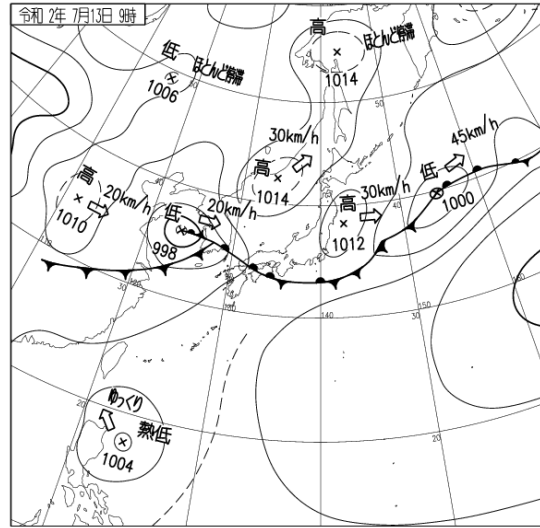 令和 2年 7月13日 9時
高
ほとんど停滞
1014
低
ほとんど停滞
1006
50
30km/h
高
1014
45km/h
低
1000
高
20km/h
1010
低
20km/h
998
高
30km/h
1012
40
30
140
150
ゆっくり
熱低
1004
20
20